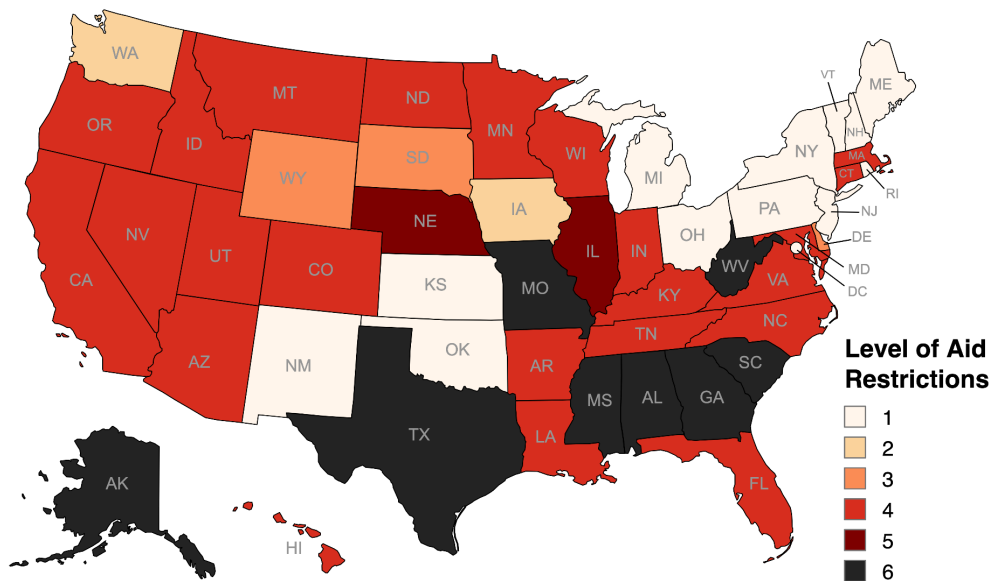 WA
OR
CA
NV
ID
MT
WY
UT
AZ
CO
NM
ND
SD
NE
KS
OK
TX
MN
IA
MO
AR
LA
WI
IL
IN
MI
OH
KY
TN
MS
AL
GA
FL
SC
NC
VA
WV
PA
NY
VT
NH
ME
MA
CT
RI
NJ
DE
MD
DC
AK
HI
Level of Aid
Restrictions
1
2
3
4
5
6